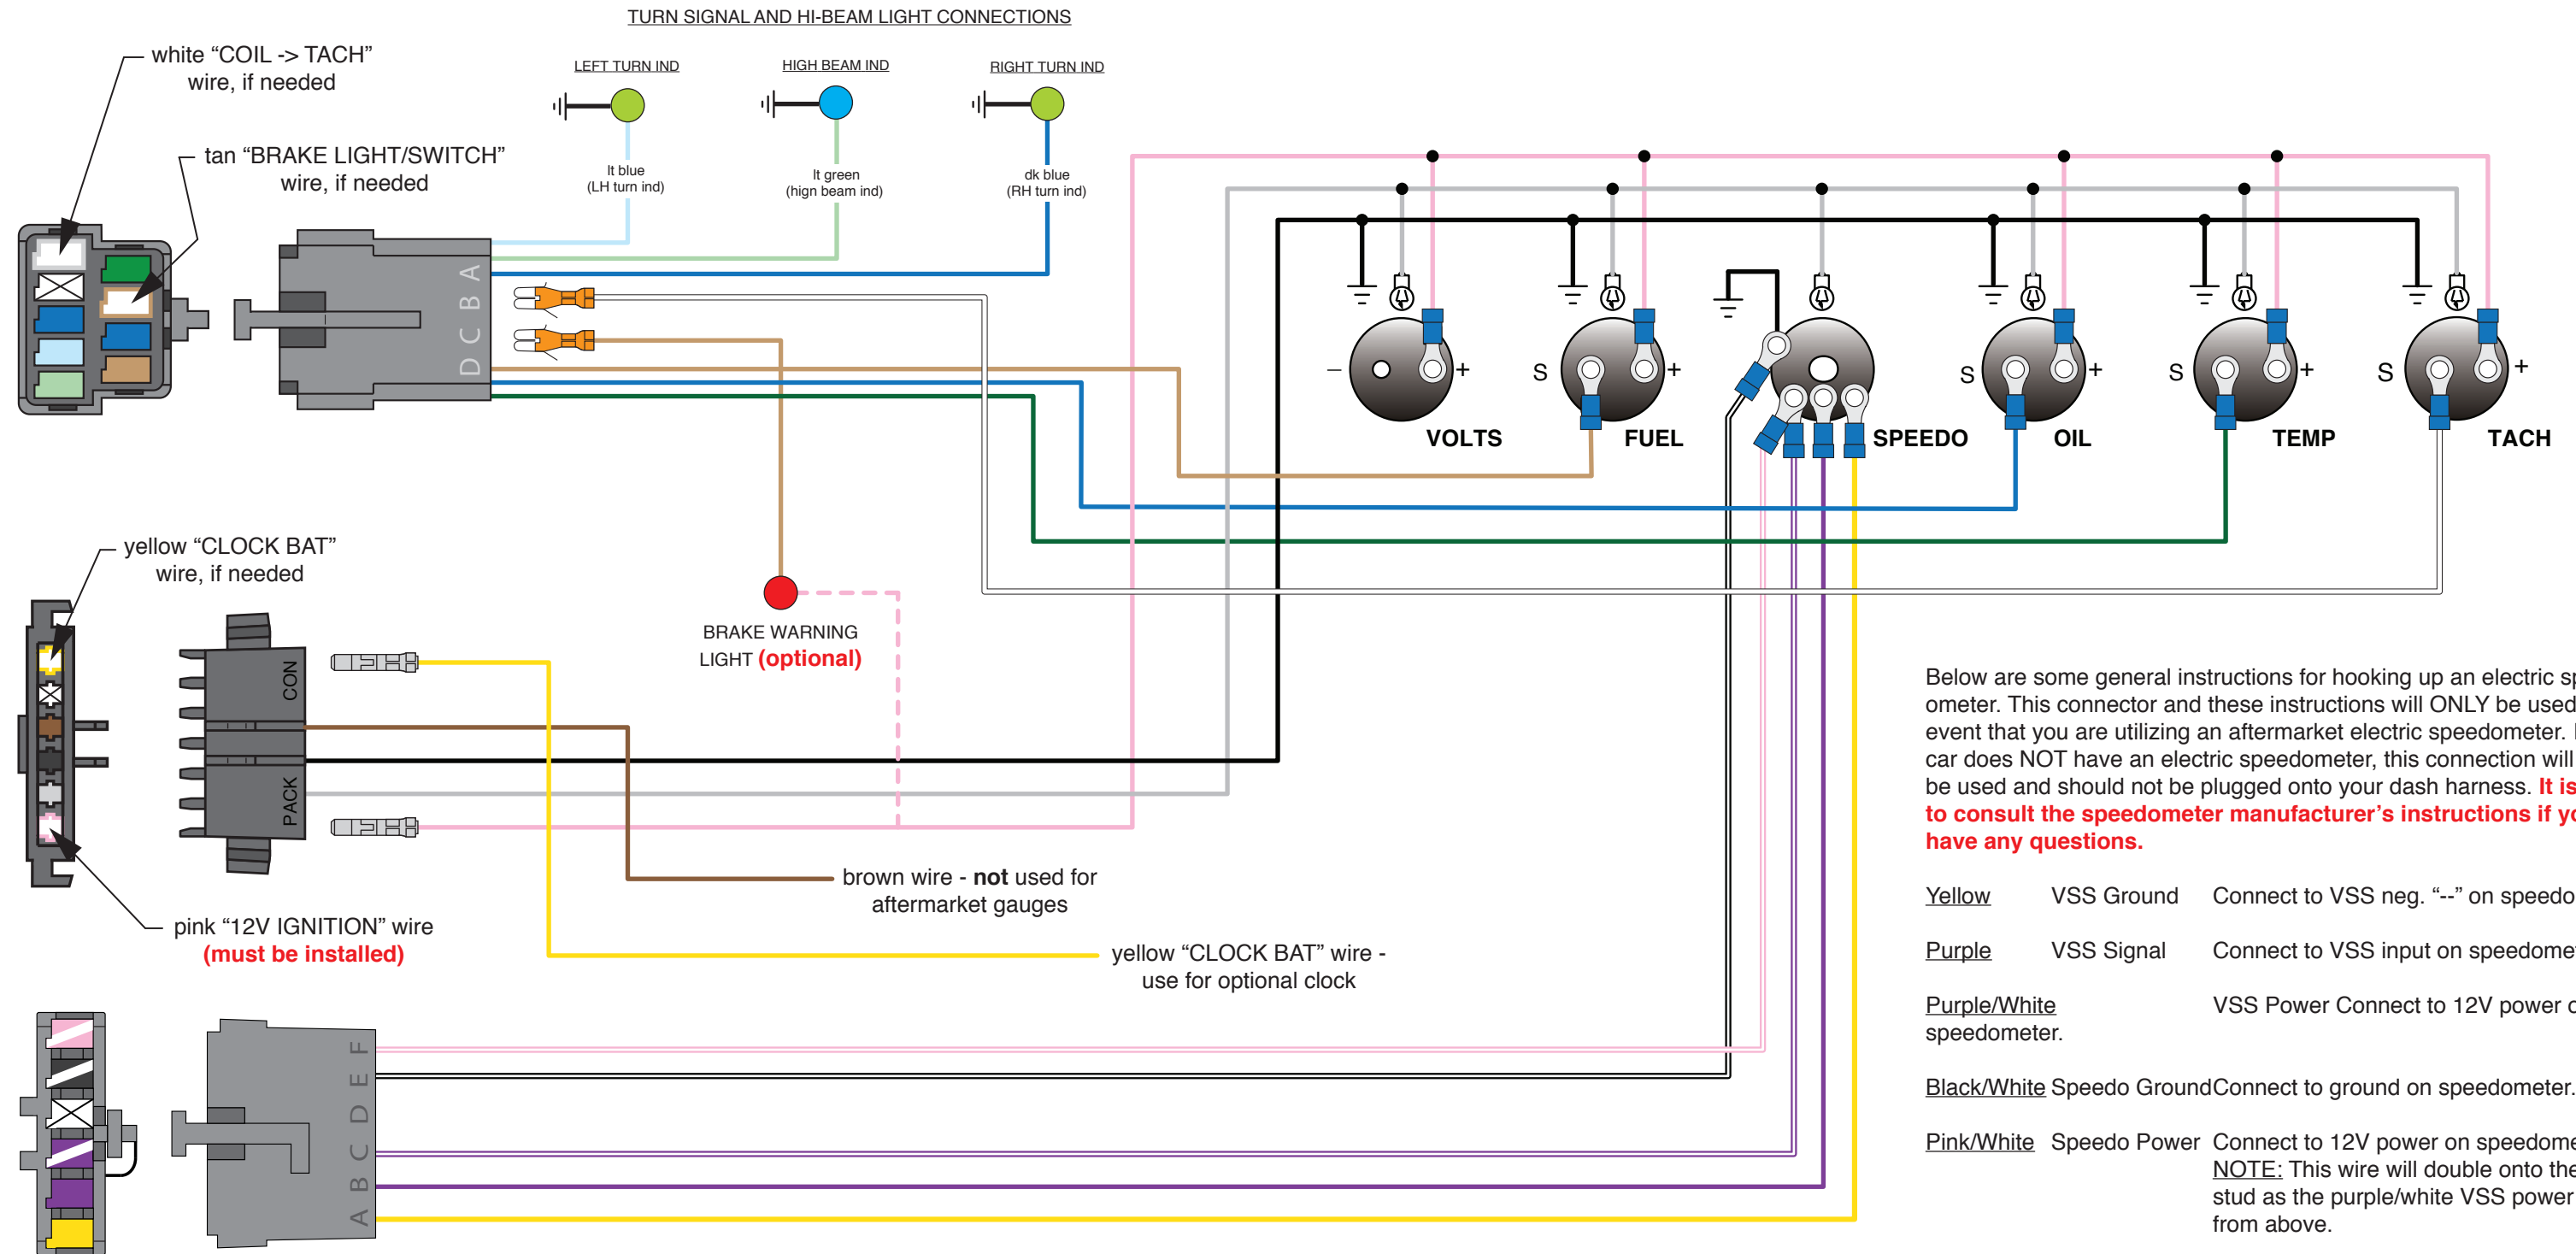 TURN SIGNAL AND HI-BEAM LIGHT CONNECTIONS
white “COIL -> TACH”
wire, if needed
LEFT TURN IND
HIGH BEAM IND
RIGHT TURN IND
tan “BRAKE LIGHT/SWITCH”
wire, if needed
lt blue
(LH turn ind)
lt green
(hign beam ind)
dk blue
(RH turn ind)
A
B
C
D
–
+
S
+
S
+
S
+
S
+
VOLTS
FUEL
SPEEDO
OIL
TEMP
TACH
yellow “CLOCK BAT”
wire, if needed
CON
PACK
BRAKE WARNING
LIGHT (optional)
brown wire - not used for
aftermarket gauges
pink “12V IGNITION” wire
(must be installed)
yellow “CLOCK BAT” wire -
use for optional clock
F
E
D
C
B
A
Below are some general instructions for hooking up an electric sp
ometer. This connector and these instructions will ONLY be used
event that you are utilizing an aftermarket electric speedometer.
car does NOT have an electric speedometer, this connection will
be used and should not be plugged onto your dash harness. It is
to consult the speedometer manufacturer’s instructions if yo
have any questions.
Yellow VSS Ground Connect to VSS neg. “--” on speedo
Purple VSS Signal Connect to VSS input on speedome
Purple/White VSS Power Connect to 12V power o
speedometer.
Black/White Speedo Ground Connect to ground on speedometer.
Pink/White Speedo Power Connect to 12V power on speedome
NOTE: This wire will double onto the
stud as the purple/white VSS power
from above.